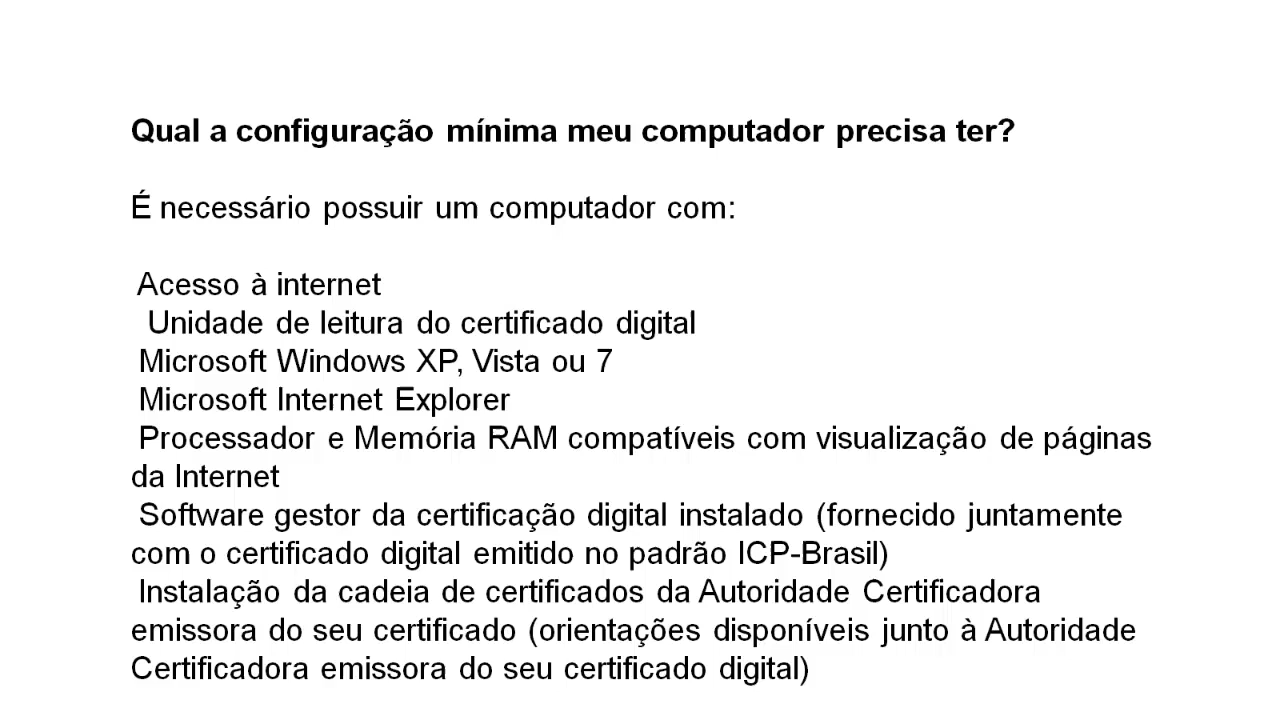 Qual a configuração mínima meu computador precisa ter?
É necessário possuir um computador com:
Acesso à internet
Unidade de leitura do certificado digital
Microsoft Windows XP, Vista ou 7
Microsoft Internet Explorer
Processador e Memória RAM compatíveis com visualização de páginas
da Internet
Software gestor da certificação digital instalado (fornecido juntamente
com o certificado digital emitido no padrão ICP-Brasil)
Instalação da cadeia de certificados da Autoridade Certificadora
emissora do seu certificado (orientações disponíveis junto à Autoridade
Certificadora emissora do seu certificado digital)